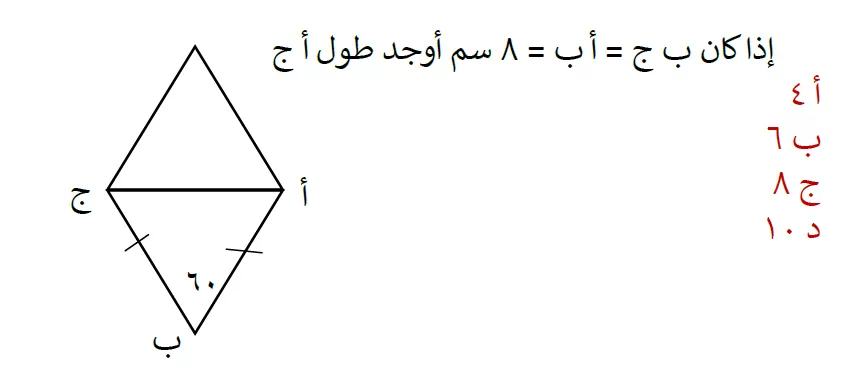 إذا كان ب ج = أ ب = ٨ سم أوجد طول أ ج
أ ٤
ب ٦
ج ٨
د ١٠
ج
أ
٦٠
ب